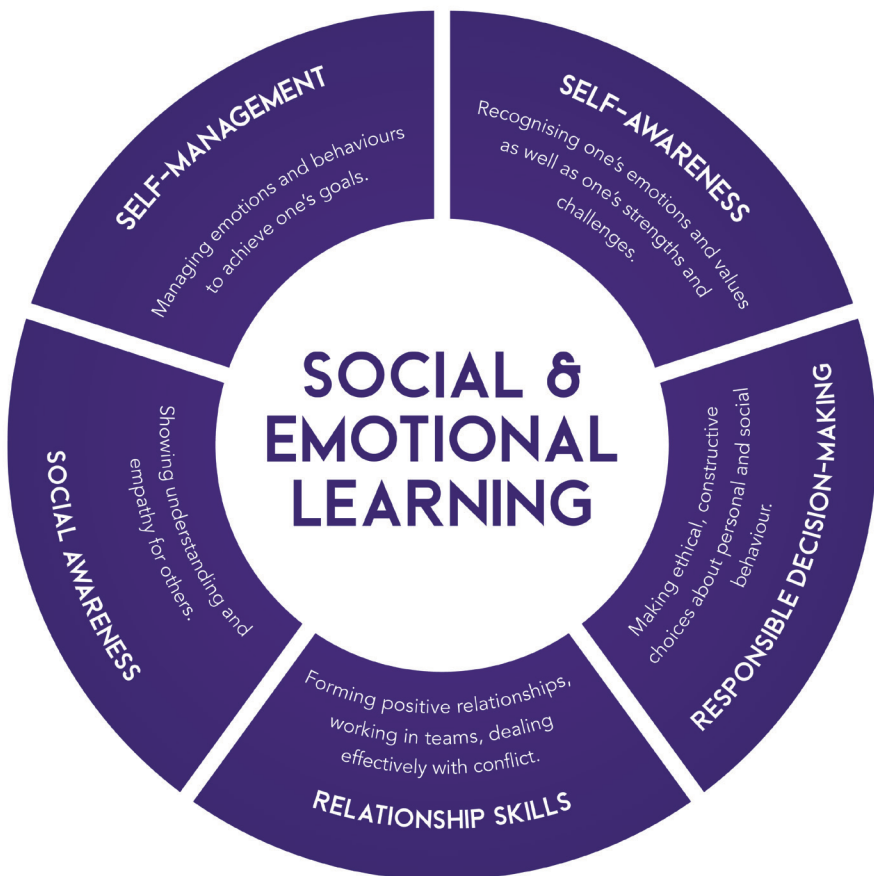 SOCIAL &
EMOTIONAL
LEARNING
SELF-AWARENESS
Recognising one's emotions and values
as well as one's strengths and
challenges.
RESPONSIBLE DECISION-MAKING
Making ethical, constructive
choices about personal and social
behaviour.
RELATIONSHIP SKILLS
Forming positive relationships,
working in teams, dealing
effectively with conflict.
SOCIAL AWARENESS
Showing understanding and
empathy for others.
SELF-MANAGEMENT
Managing emotions and behaviours
to achieve one's goals.